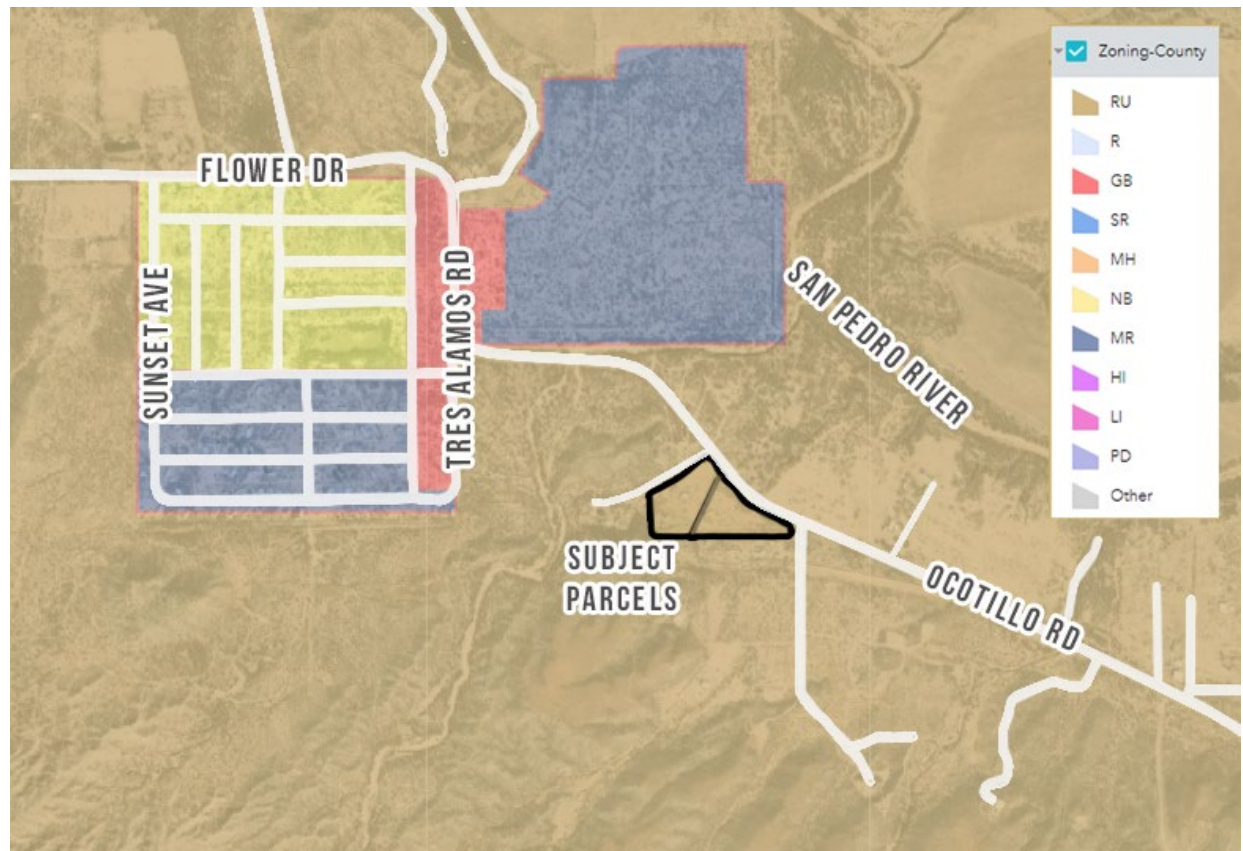 Zoning-County
RU
R
GB
SR
MH
NB
MR
HI
LI
PD
Other
FLOWER DR
SUNSET AVE
TRES ALAMOS RD
SAN PEDRO RIVER
SUBJECT
PARCELS
OCOTILLO RD